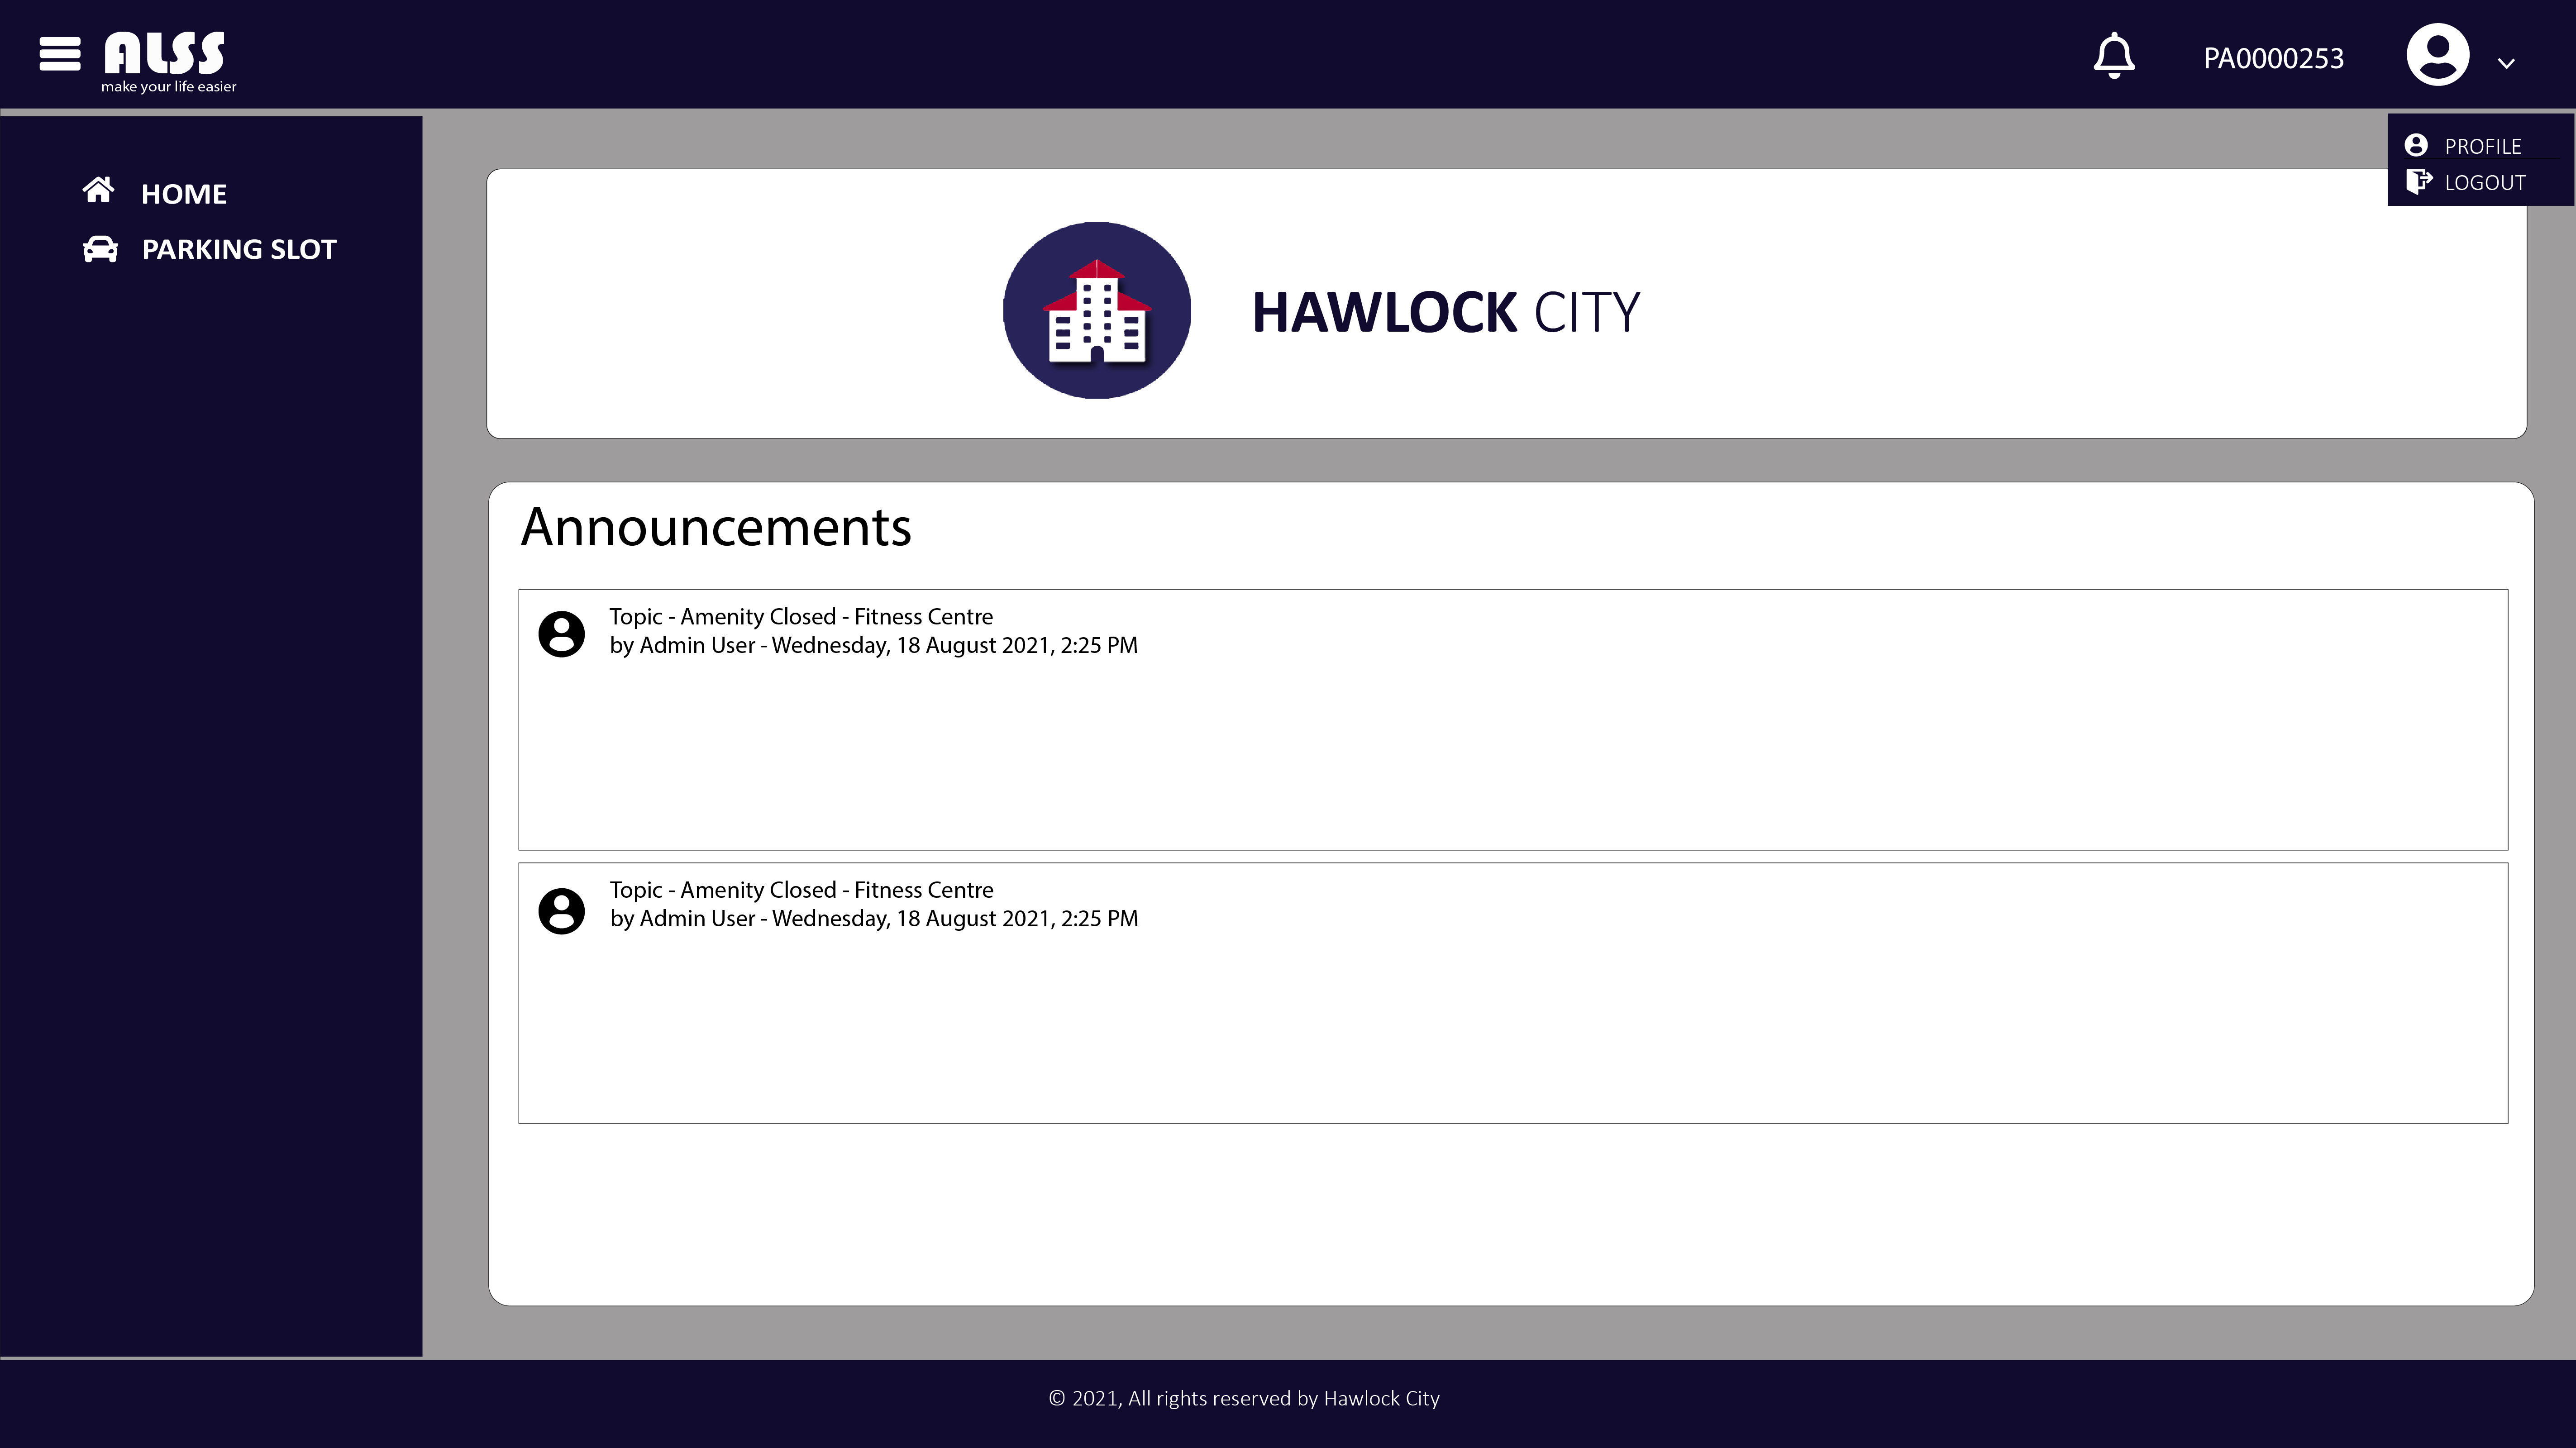 ALSS
make your life easier
PA0000253
PROFILE
LOGOUT
HOME
PARKING SLOT
HAWLOCK CITY
Announcements
Topic - Amenity Closed - Fitness Centre
by Admin User - Wednesday, 18 August 2021, 2:25 PM
Topic - Amenity Closed - Fitness Centre
by Admin User - Wednesday, 18 August 2021, 2:25 PM
© 2021, All rights reserved by Hawlock City